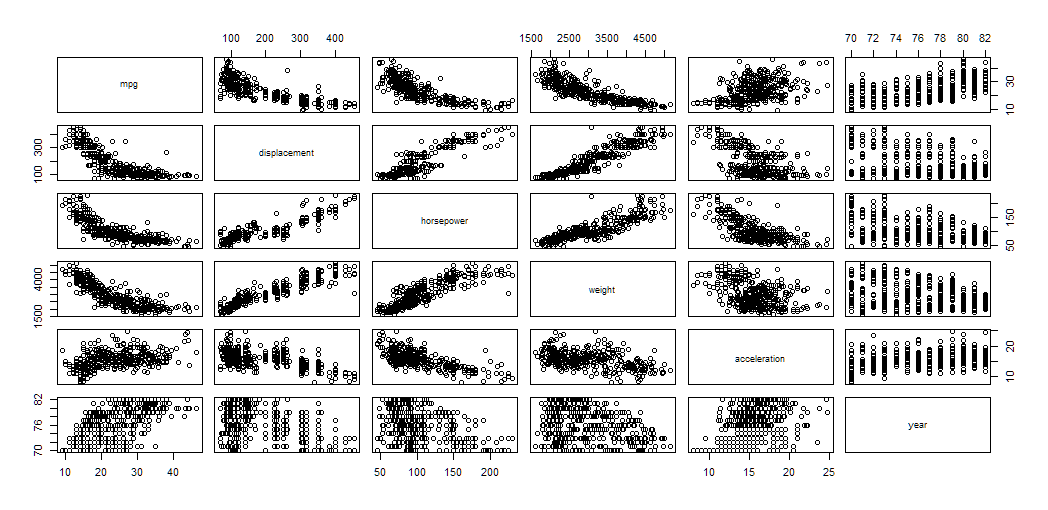 100 200 300 400
1500 2500 3500 4500
70 72 74 76 78 80 82
mpg
10 30
100 300
displacement
horsepower
50 150
1500 4000
weight
acceleration
10 20
70 76 82
year
10 20 30 40
50 100 150 200
10 15 20 25